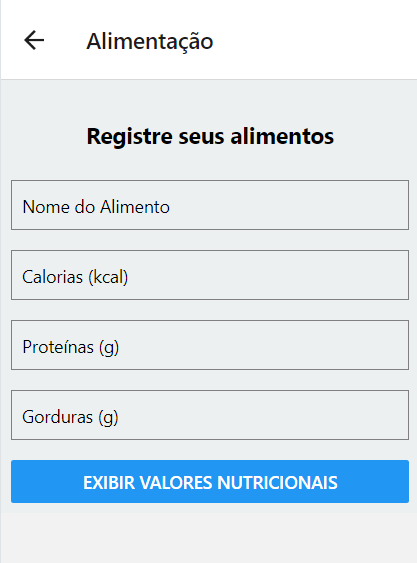 Alimentação
Registre seus alimentos
Nome do Alimento
Calorias (kcal)
Proteínas (g)
Gorduras (g)
EXIBIR VALORES NUTRICIONAIS